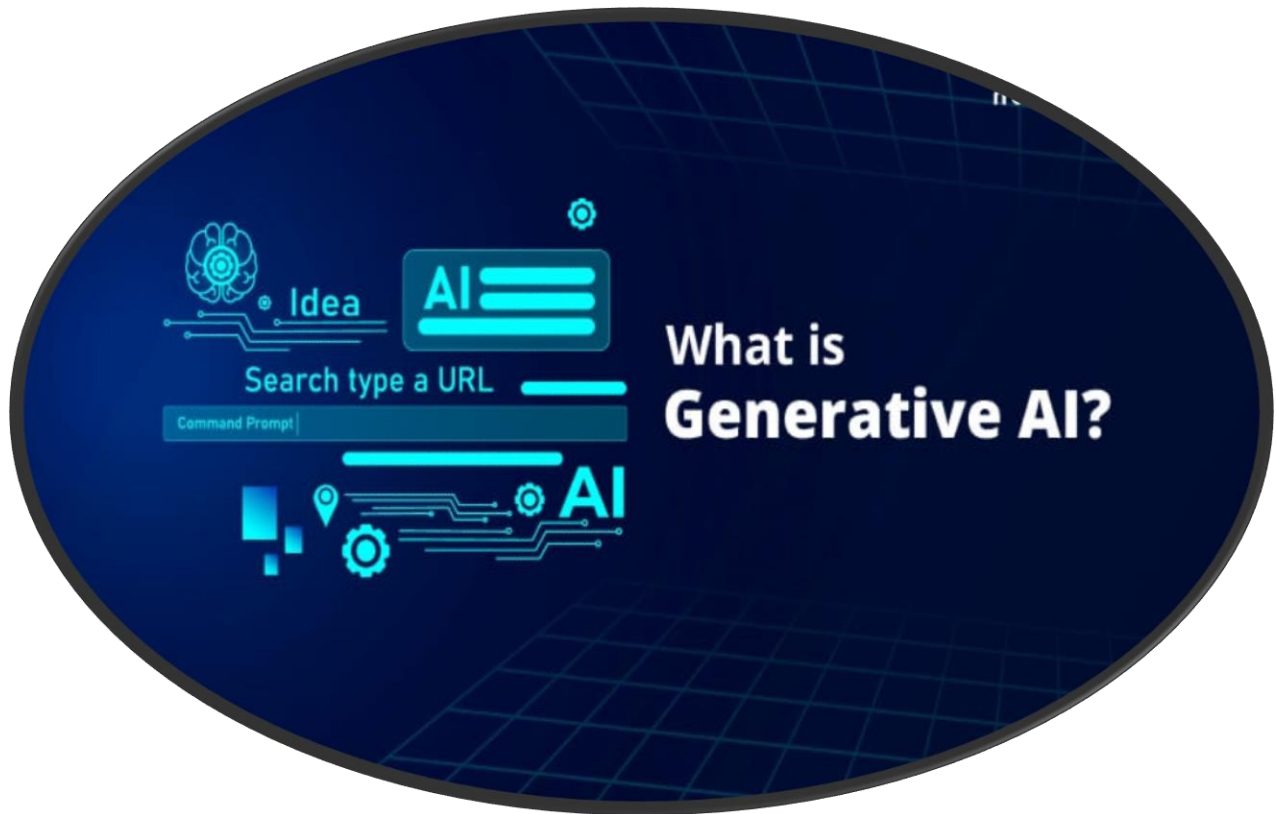 Idea
AI
Search type a URL
Command Prompt
AI
What is
Generative AI?